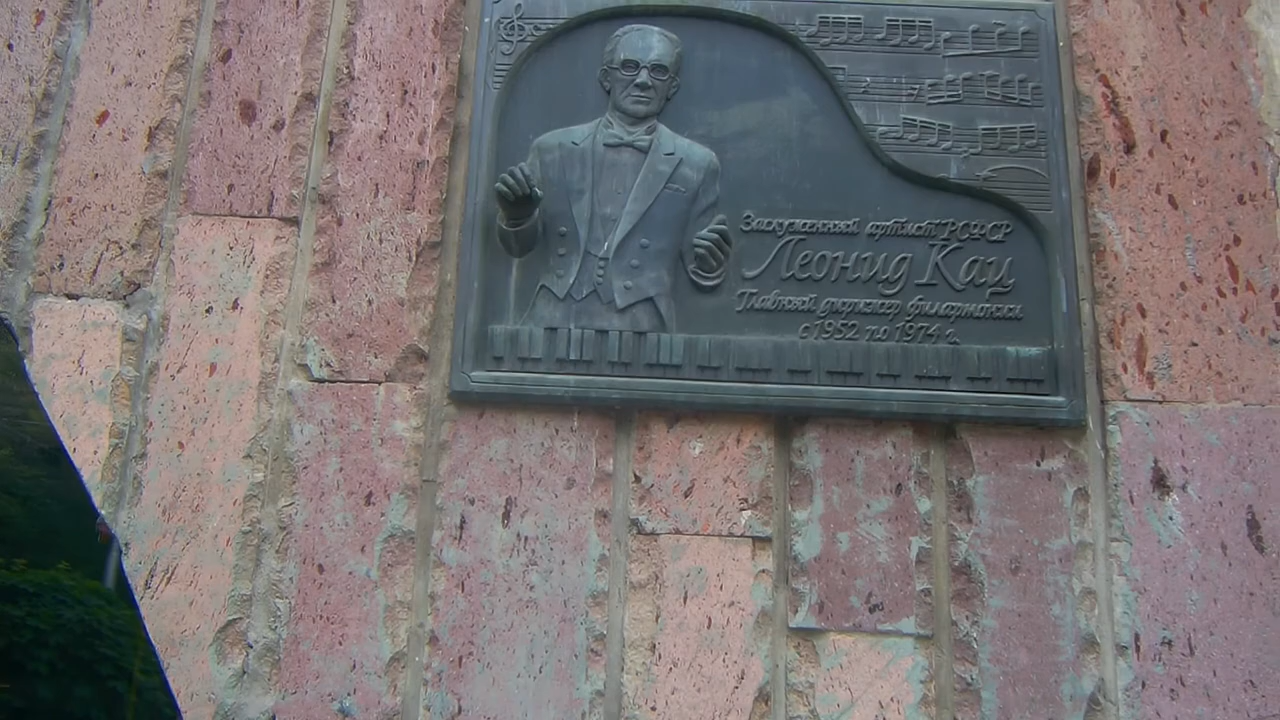 Заслуженный артист РСФСР
Леонид Кац
Главный дирижер филармонии
с 1952 по 1974 г.